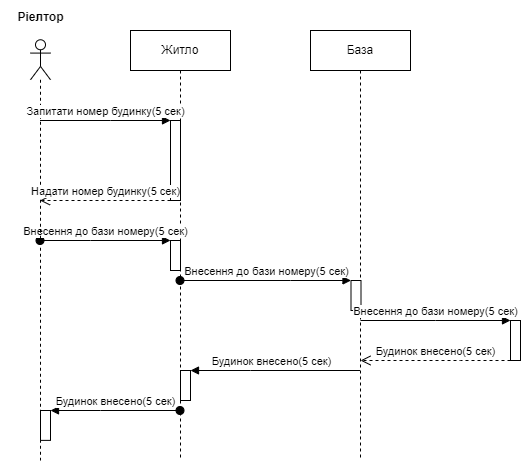 Ріелтор
Житло
База
Запитати номер будинку(5 сек)
Надати номер будинку(5 сек)
Внесення до бази номеру(5 сек)
Внесення до бази номеру(5 сек)
Внесення до бази номеру(5 сек)
Будинок внесено(5 сек)
Будинок внесено(5 сек)
Будинок внесено(5 сек)